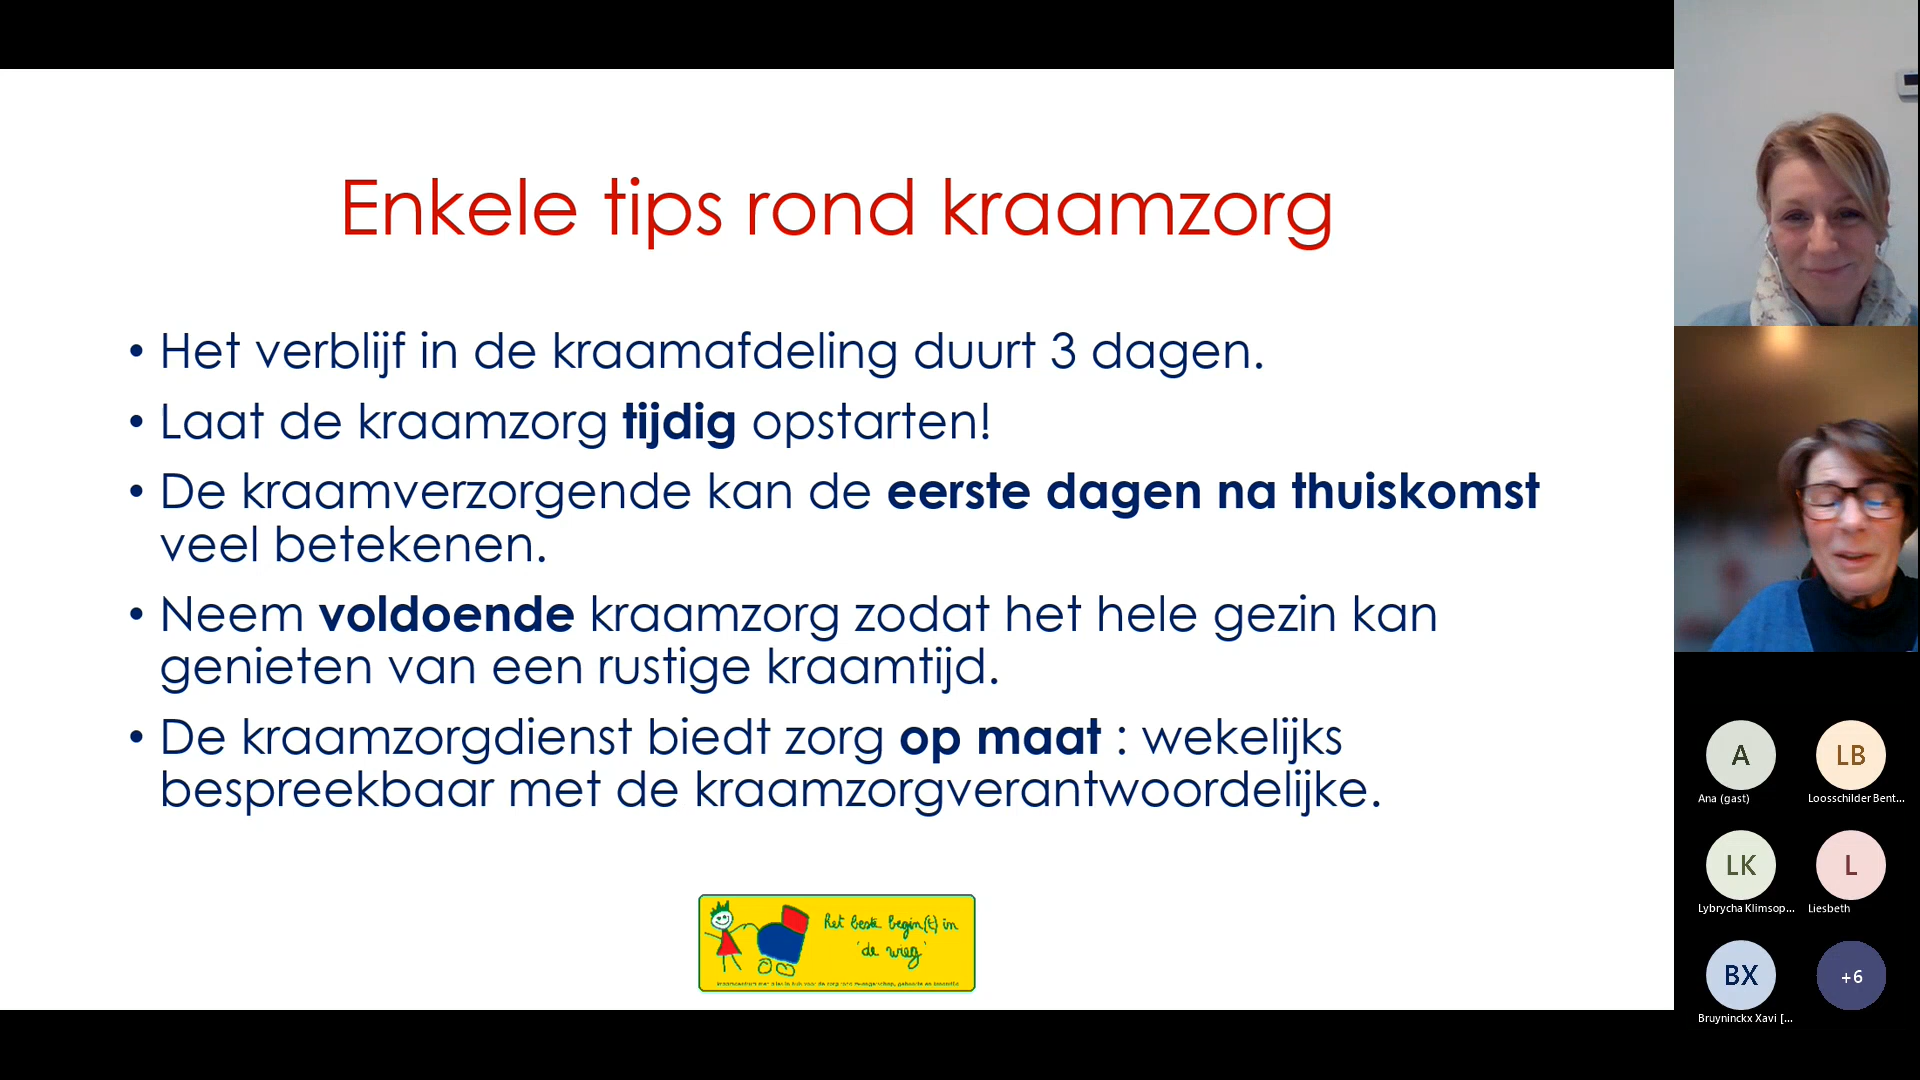 Enkele tips rond kraamzorg
• Het verblijf in de kraamafdeling duurt 3 dagen.
• Laat de kraamzorg tijdig opstarten!
• De kraamverzorgende kan de eerste dagen na thuiskomst
veel betekenen.
• Neem voldoende kraamzorg zodat het hele gezin kan
genieten van een rustige kraamtijd.
• De kraamzorgdienst biedt zorg op maat : wekelijks
bespreekbaar met de kraamzorgverantwoordelijke.
Het beste begin(t) in
'de wieg'
A
Ana (gast)
LB
Loosschilder Bent...
LK
Lybrycha Klimsop...
L
Liesbeth
BX
Bruyninckx Xavi [...
+6